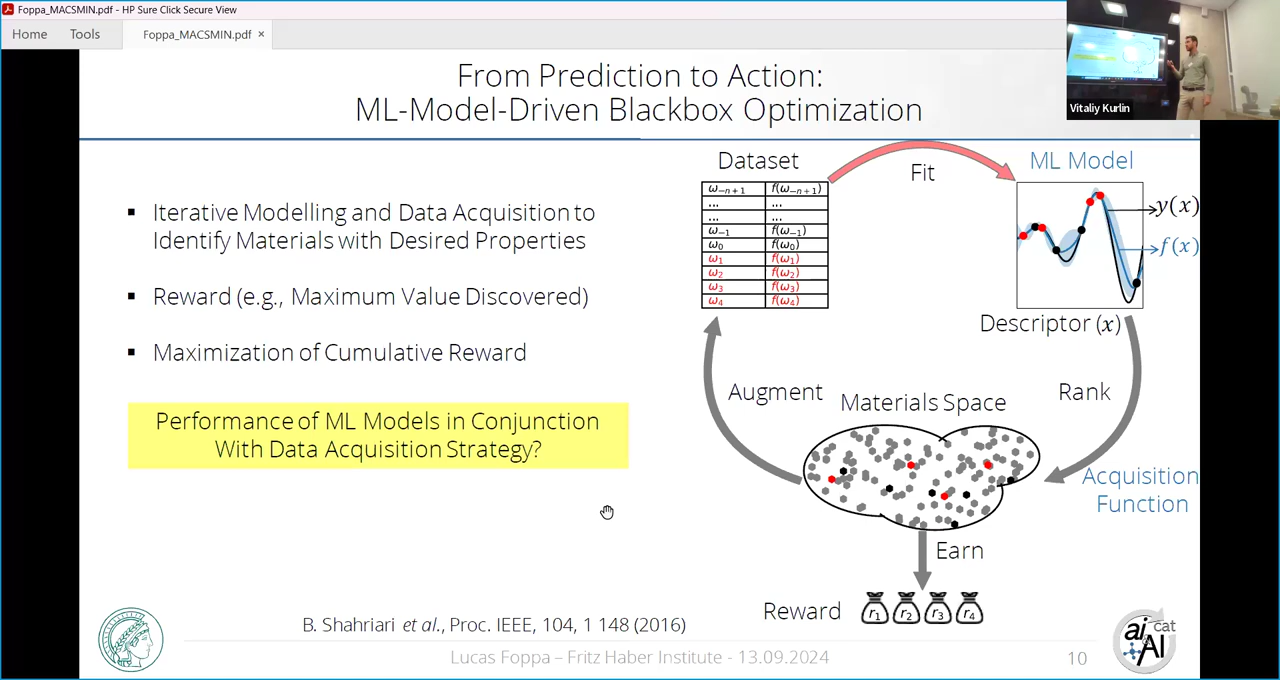 Foppa_MACSMIN.pdf - HP Sure Click Secure View
Home Tools Foppa_MACSMIN.pdf ×
Vitaliy Kurlin
From Prediction to Action:
ML-Model-Driven Blackbox Optimization
▪ Iterative Modelling and Data Acquisition to
Identify Materials with Desired Properties
▪ Reward (e.g., Maximum Value Discovered)
▪ Maximization of Cumulative Reward
Performance of ML Models in Conjunction
With Data Acquisition Strategy?
Dataset
ω₋ₙ₊₁ f(ω₋ₙ₊₁)
... ...
... ...
ω₋₁ f(ω₋₁)
ω₀ f(ω₀)
ω₁ f(ω₁)
ω₂ f(ω₂)
ω₃ f(ω₃)
ω₄ f(ω₄)
Fit
ML Model
y(x)
f(x)
Descriptor (x)
Rank
Acquisition
Function
Materials Space
Augment
Earn
Reward r₁ r₂ r₃ r₄
B. Shahriari et al., Proc. IEEE, 104, 1 148 (2016)
Lucas Foppa – Fritz Haber Institute - 13.09.2024
10
ai cat
AI